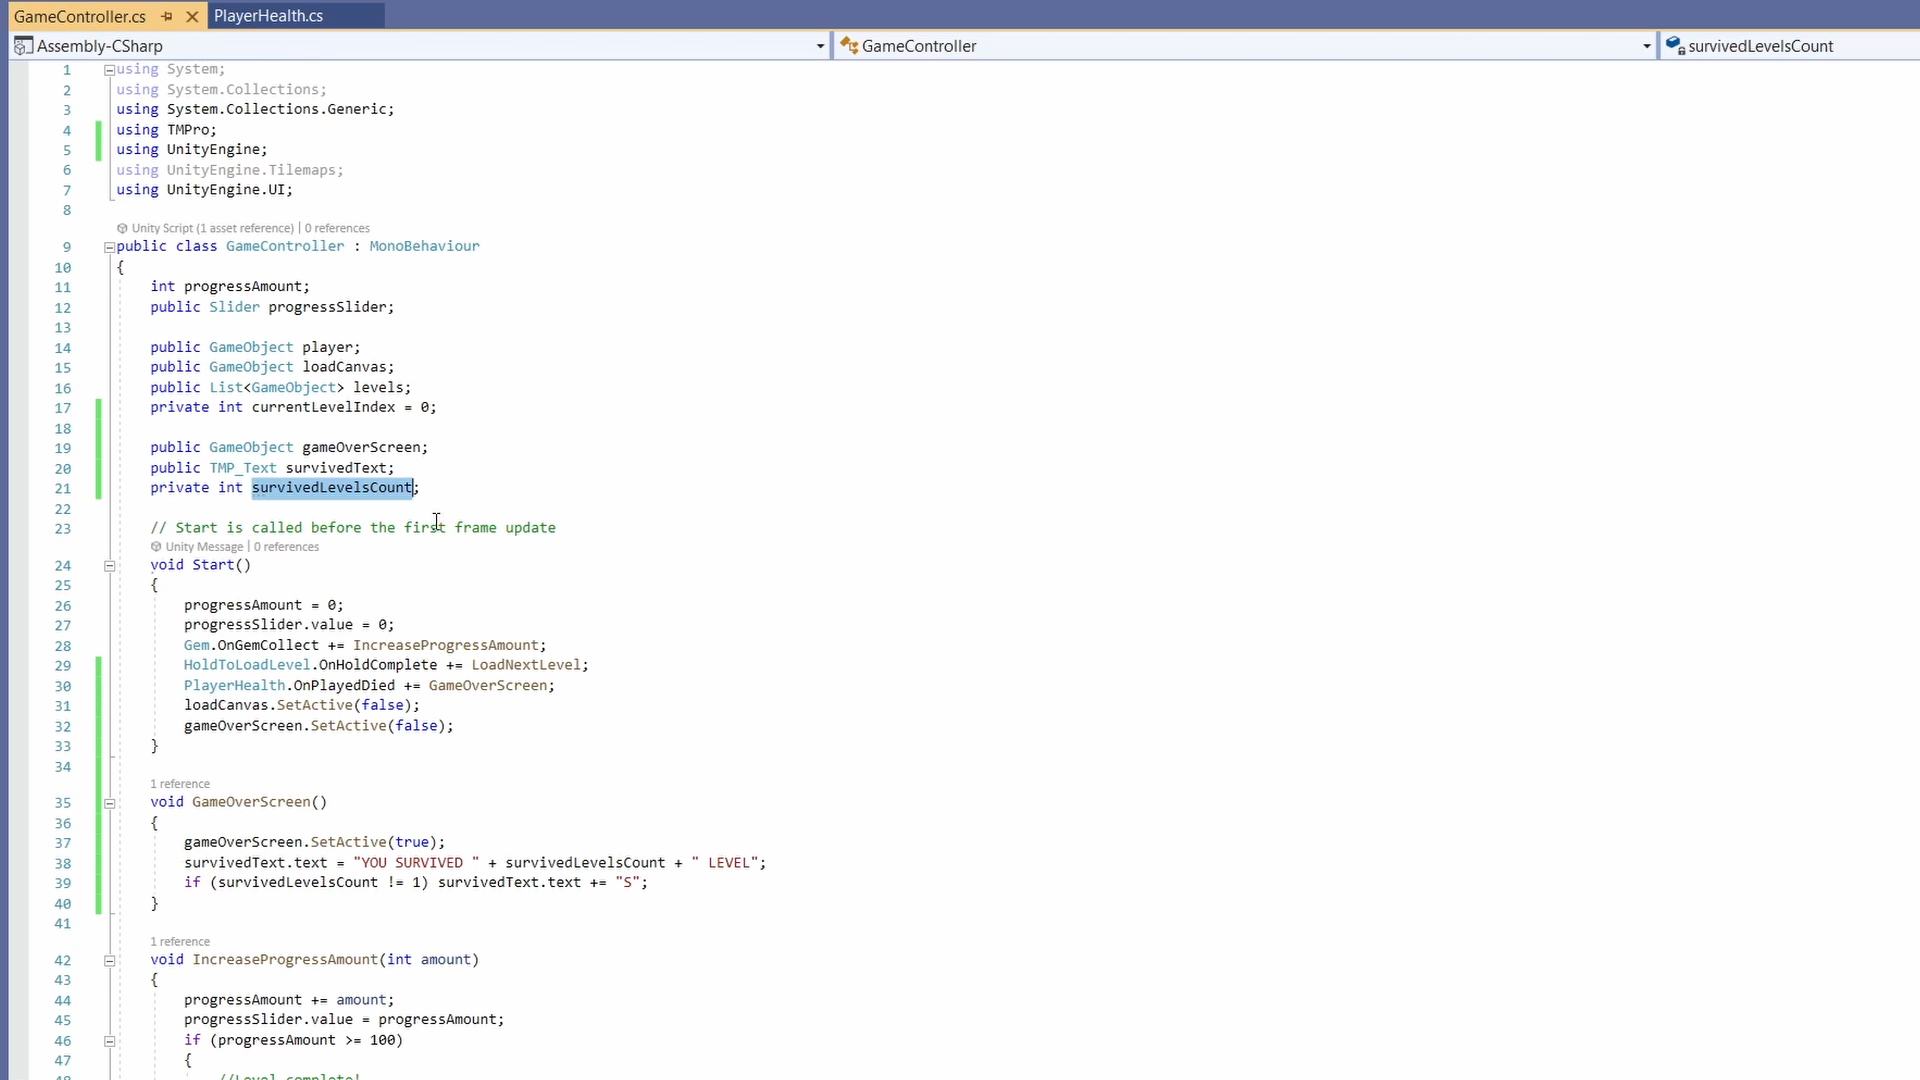 GameController.cs PlayerHealth.cs
Assembly-CSharp GameController survivedLevelsCount
1 using System;
2 using System.Collections;
3 using System.Collections.Generic;
4 using TMPro;
5 using UnityEngine;
6 using UnityEngine.Tilemaps;
7 using UnityEngine.UI;
8
Unity Script (1 asset reference) | 0 references
9 public class GameController : MonoBehaviour
10 {
11 int progressAmount;
12 public Slider progressSlider;
13
14 public GameObject player;
15 public GameObject loadCanvas;
16 public List<GameObject> levels;
17 private int currentLevelIndex = 0;
18
19 public GameObject gameOverScreen;
20 public TMP_Text survivedText;
21 private int survivedLevelsCount;
22
23 // Start is called before the first frame update
Unity Message | 0 references
24 void Start()
25 {
26 progressAmount = 0;
27 progressSlider.value = 0;
28 Gem.OnGemCollect += IncreaseProgressAmount;
29 HoldToLoadLevel.OnHoldComplete += LoadNextLevel;
30 PlayerHealth.OnPlayedDied += GameOverScreen;
31 loadCanvas.SetActive(false);
32 gameOverScreen.SetActive(false);
33 }
34
1 reference
35 void GameOverScreen()
36 {
37 gameOverScreen.SetActive(true);
38 survivedText.text = "YOU SURVIVED " + survivedLevelsCount + " LEVEL";
39 if (survivedLevelsCount != 1) survivedText.text += "S";
40 }
41
1 reference
42 void IncreaseProgressAmount(int amount)
43 {
44 progressAmount += amount;
45 progressSlider.value = progressAmount;
46 if (progressAmount >= 100)
47 {
48 //Level complete!